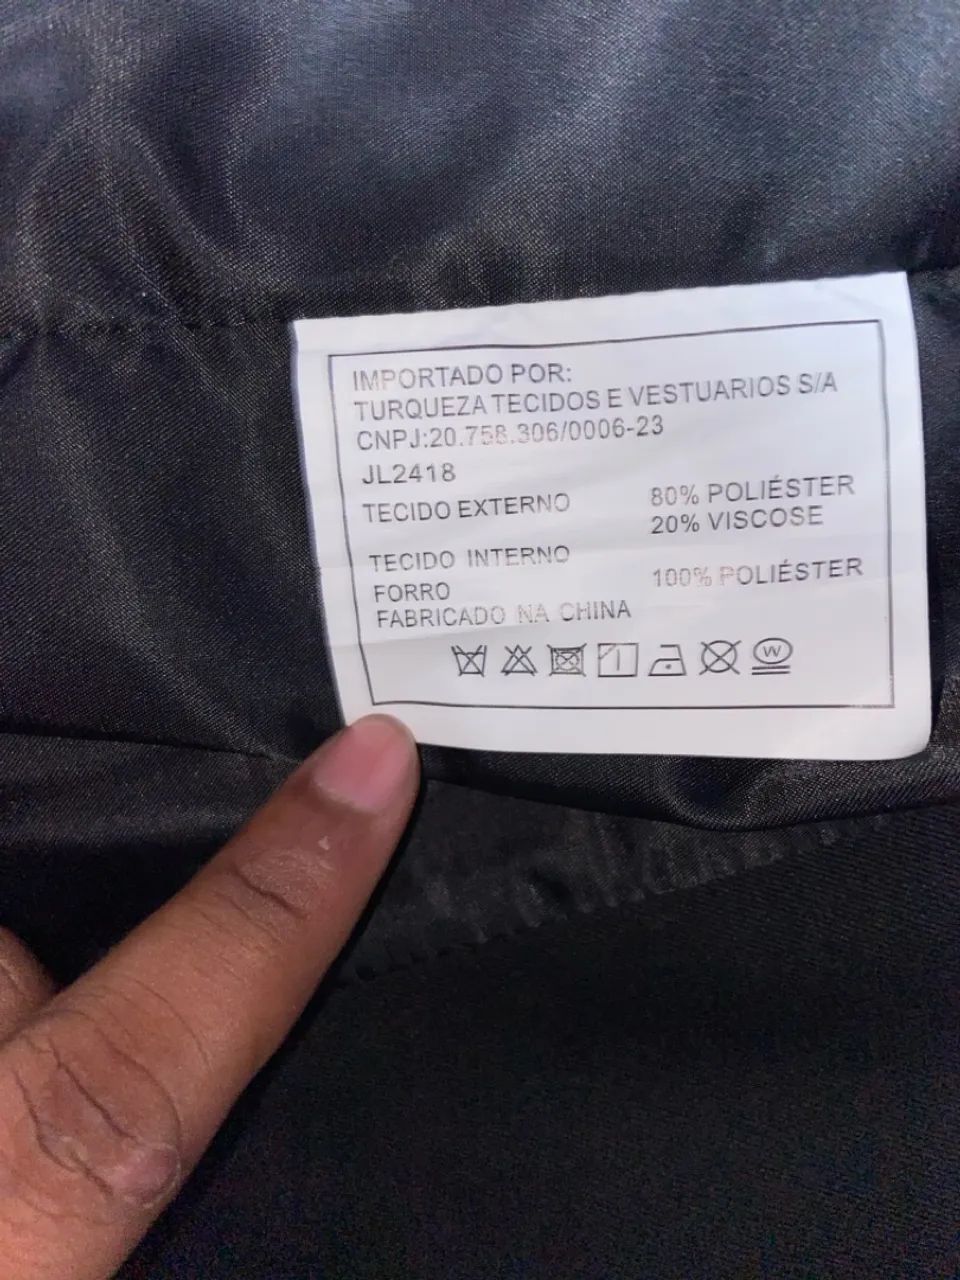 IMPORTADO POR:
TURQUEZA TECIDOS E VESTUARIOS S/A
CNPJ:20.758.306/0006-23
JL2418
TECIDO EXTERNO 80% POLIÉSTER
20% VISCOSE
TECIDO INTERNO
FORRO 100% POLIÉSTER
FABRICADO NA CHINA
W